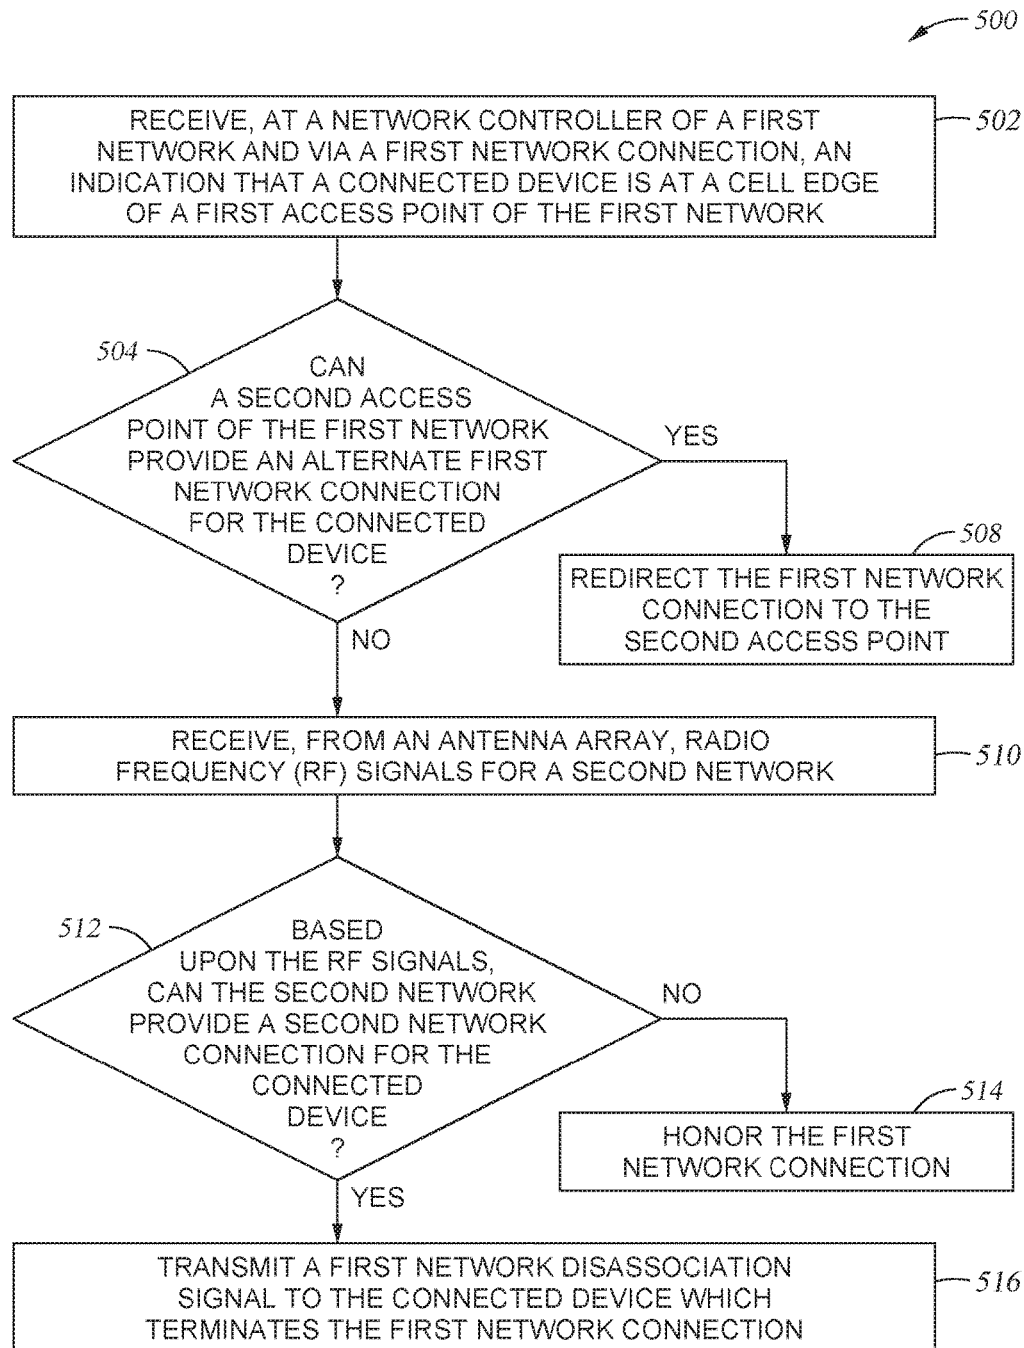 500
RECEIVE, AT A NETWORK CONTROLLER OF A FIRST
NETWORK AND VIA A FIRST NETWORK CONNECTION, AN
INDICATION THAT A CONNECTED DEVICE IS AT A CELL EDGE
OF A FIRST ACCESS POINT OF THE FIRST NETWORK
502
504
CAN
A SECOND ACCESS
POINT OF THE FIRST NETWORK
PROVIDE AN ALTERNATE FIRST
NETWORK CONNECTION
FOR THE CONNECTED
DEVICE
?
YES
508
REDIRECT THE FIRST NETWORK
CONNECTION TO THE
SECOND ACCESS POINT
NO
RECEIVE, FROM AN ANTENNA ARRAY, RADIO
FREQUENCY (RF) SIGNALS FOR A SECOND NETWORK
510
512
BASED
UPON THE RF SIGNALS,
CAN THE SECOND NETWORK
PROVIDE A SECOND NETWORK
CONNECTION FOR THE
CONNECTED
DEVICE
?
NO
514
HONOR THE FIRST
NETWORK CONNECTION
YES
TRANSMIT A FIRST NETWORK DISASSOCIATION
SIGNAL TO THE CONNECTED DEVICE WHICH
TERMINATES THE FIRST NETWORK CONNECTION
516